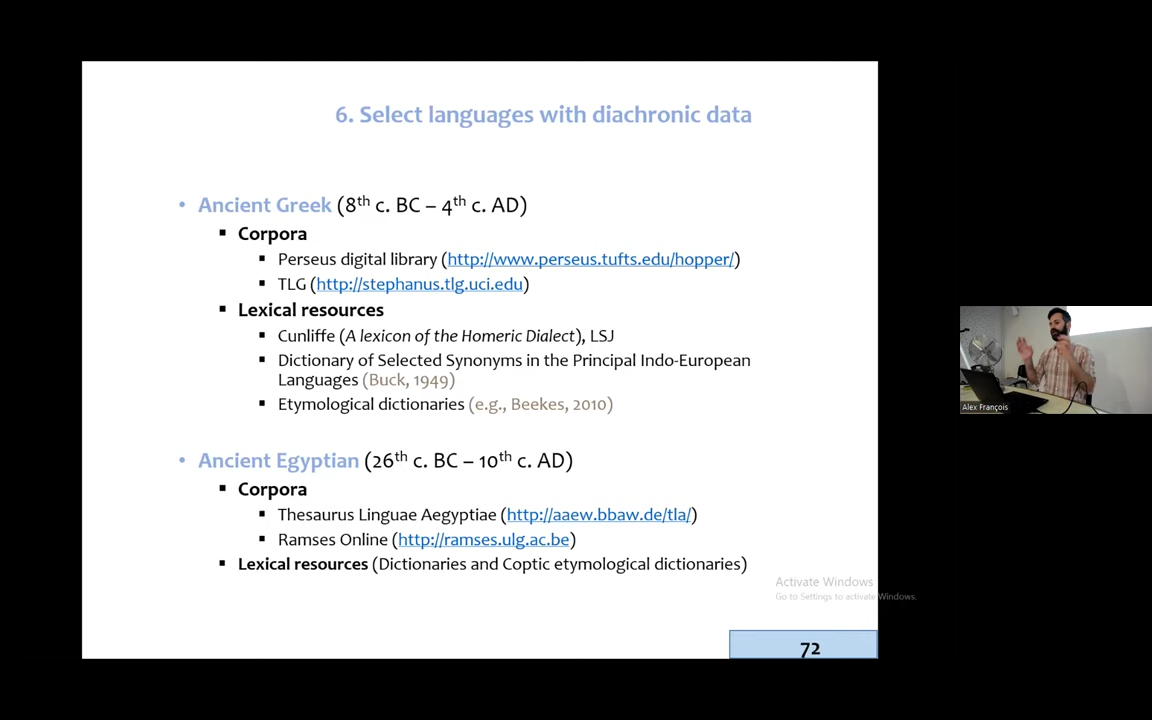 6. Select languages with diachronic data
• Ancient Greek (8th c. BC – 4th c. AD)
▪ Corpora
▪ Perseus digital library (http://www.perseus.tufts.edu/hopper/)
▪ TLG (http://stephanus.tlg.uci.edu)
▪ Lexical resources
▪ Cunliffe (A lexicon of the Homeric Dialect), LSJ
▪ Dictionary of Selected Synonyms in the Principal Indo-European
Languages (Buck, 1949)
▪ Etymological dictionaries (e.g., Beekes, 2010)
• Ancient Egyptian (26th c. BC – 10th c. AD)
▪ Corpora
▪ Thesaurus Linguae Aegyptiae (http://aaew.bbaw.de/tla/)
▪ Ramses Online (http://ramses.ulg.ac.be)
▪ Lexical resources (Dictionaries and Coptic etymological dictionaries)
Activate Windows
Go to Settings to activate Windows.
72
Alex François